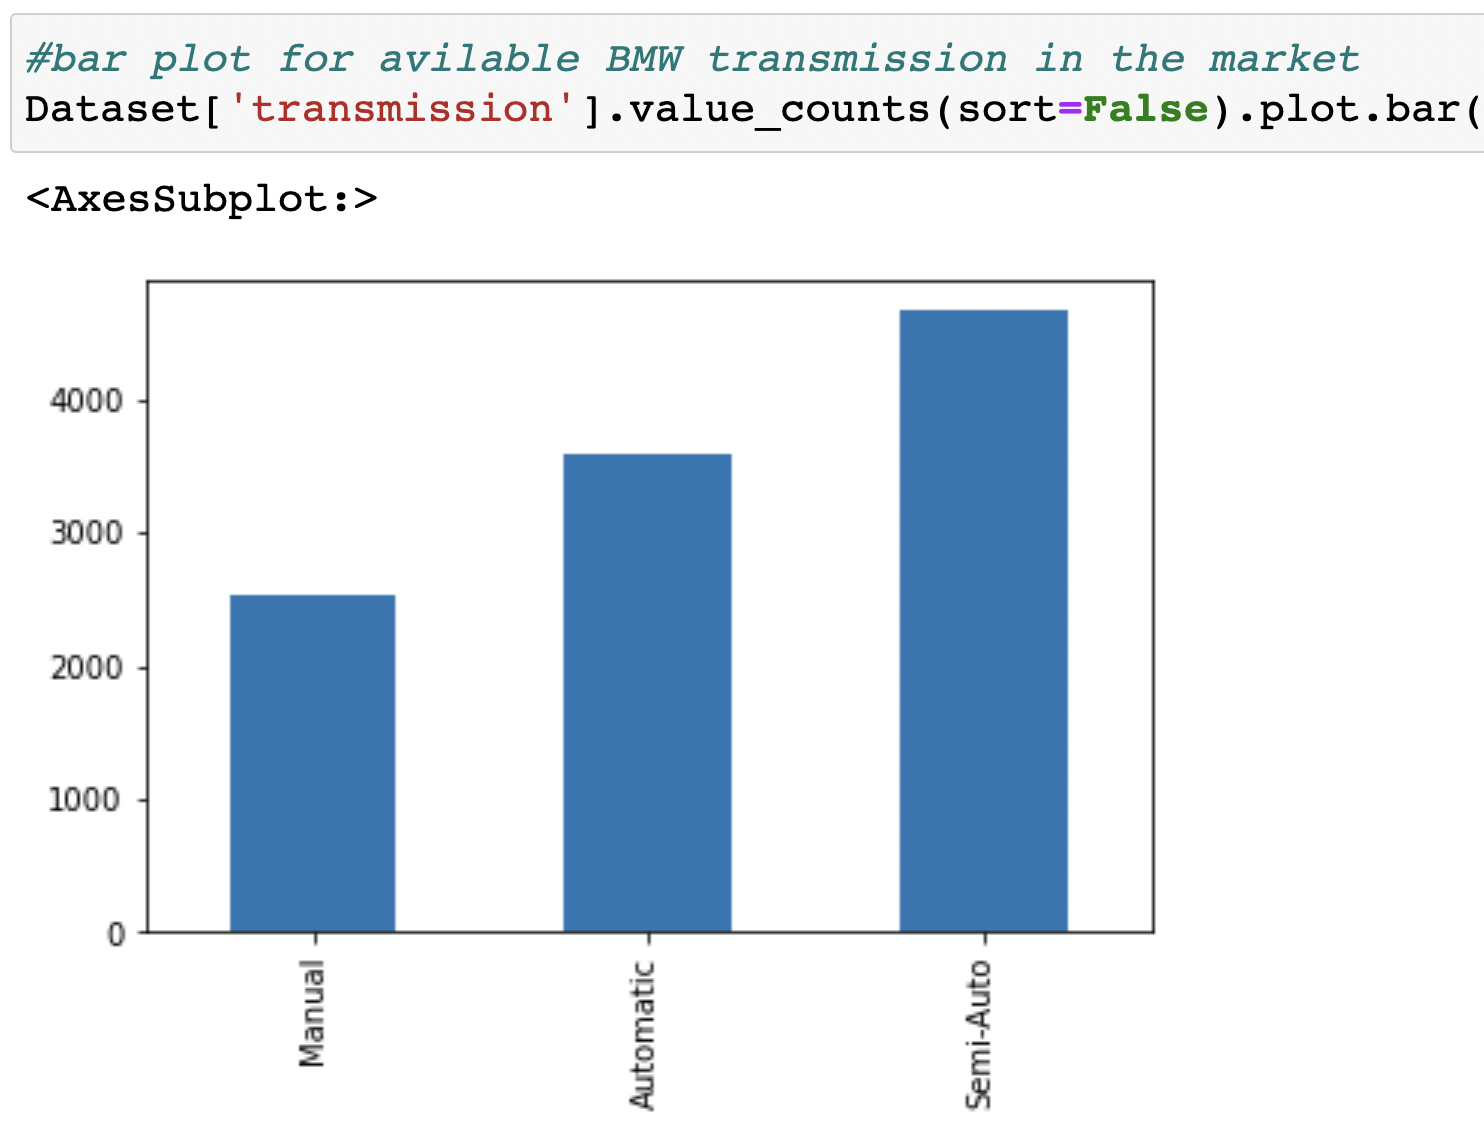 #bar plot for avilable BMW transmission in the market
Dataset['transmission'].value_counts(sort=False).plot.bar(
<AxesSubplot:>
4000
3000
2000
1000
0
Manual
Automatic
Semi-Auto